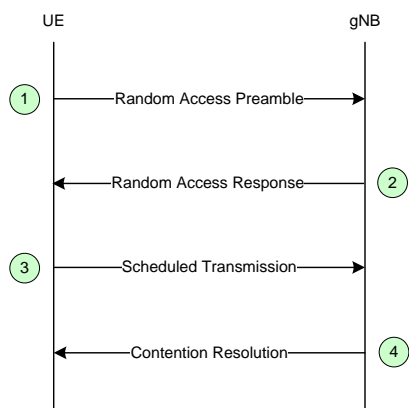 UE
gNB
1
Random Access Preamble
Random Access Response
2
3
Scheduled Transmission
Contention Resolution
4